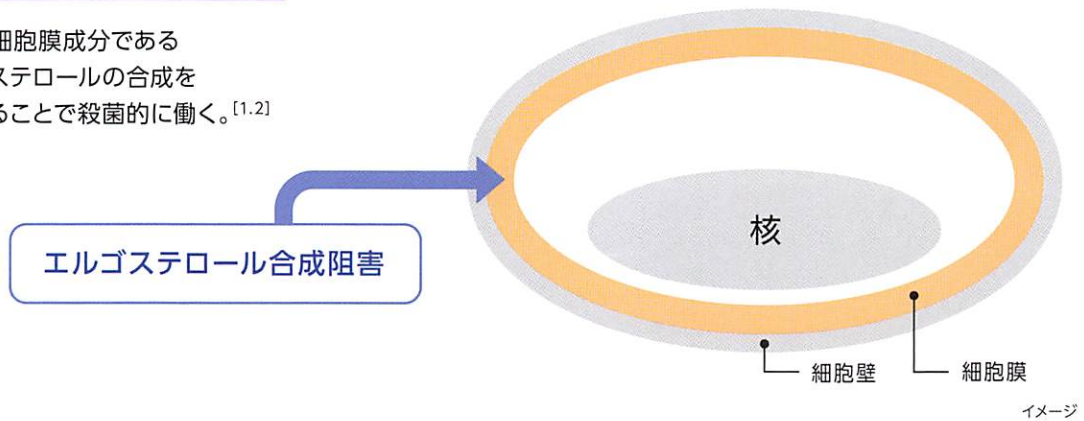 細胞膜成分である
ステロールの合成を
ることで殺菌的に働く。[1.2]
エルゴステロール合成阻害
核
細胞壁
細胞膜
イメージ